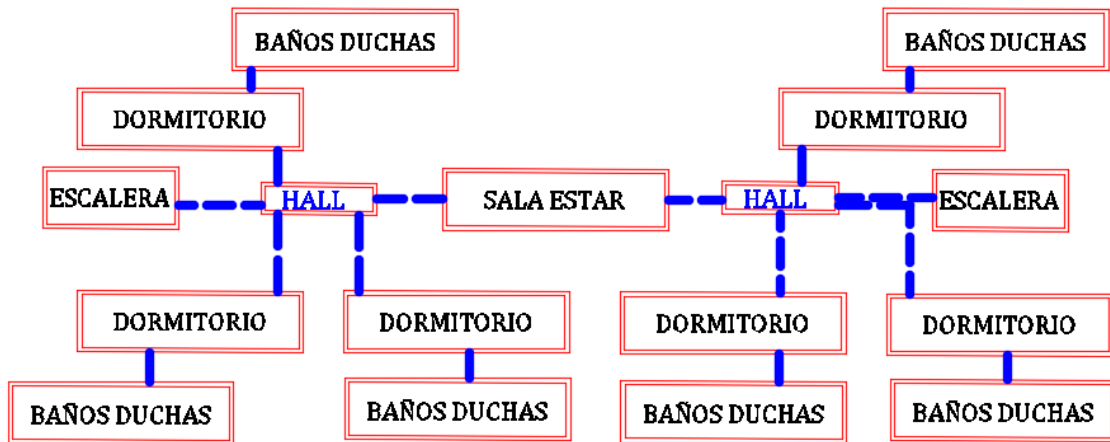 BAÑOS DUCHAS
BAÑOS DUCHAS
DORMITORIO
DORMITORIO
ESCALERA
HALL
SALA ESTAR
HALL
ESCALERA
DORMITORIO
DORMITORIO
DORMITORIO
DORMITORIO
BAÑOS DUCHAS
BAÑOS DUCHAS
BAÑOS DUCHAS
BAÑOS DUCHAS